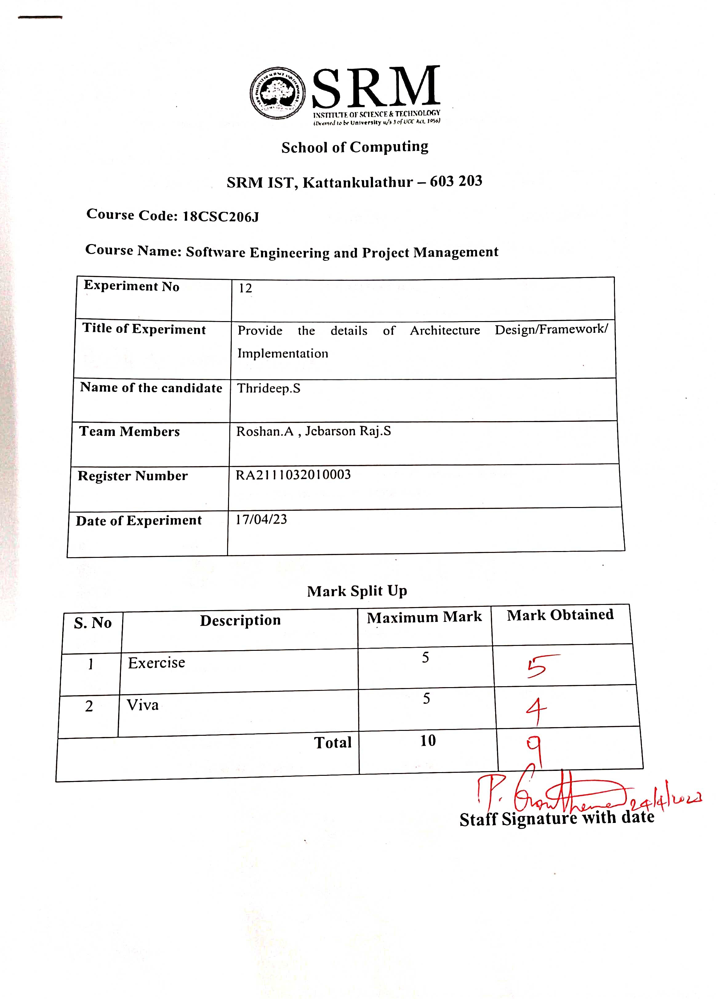 SRM
INSTITUTE OF SCIENCE & TECHNOLOGY
(Deemed to be University u/s 3 of UGC Act, 1956)
School of Computing
SRM IST, Kattankulathur – 603 203
Course Code: 18CSC206J
Course Name: Software Engineering and Project Management
Experiment No 12
Title of Experiment Provide the details of Architecture Design/Framework/
Implementation
Name of the candidate Thrideep.S
Team Members Roshan.A , Jebarson Raj.S
Register Number RA2111032010003
Date of Experiment 17/04/23
Mark Split Up
S. No Description Maximum Mark Mark Obtained
1 Exercise 5 5
2 Viva 5 4
Total 10 9
P. 24/4/2023
Staff Signature with date